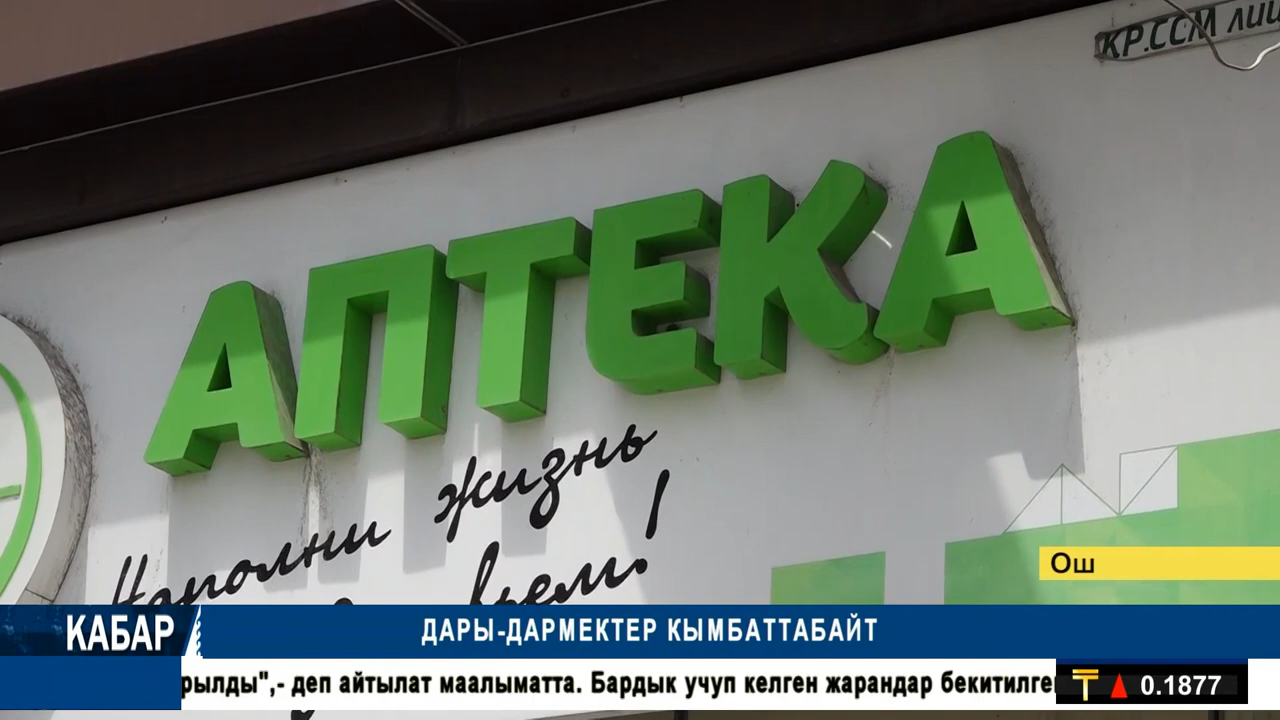 КР.ССМ лиц
АПТЕКА
Наполни жизнь
Ош
КАБАР
ДАРЫ-ДАРМЕКТЕР КЫМБАТТАБАЙТ
рылды",- деп айтылат маалыматта. Бардык учуп келген жарандар бекитилге
₸ ▲ 0.1877